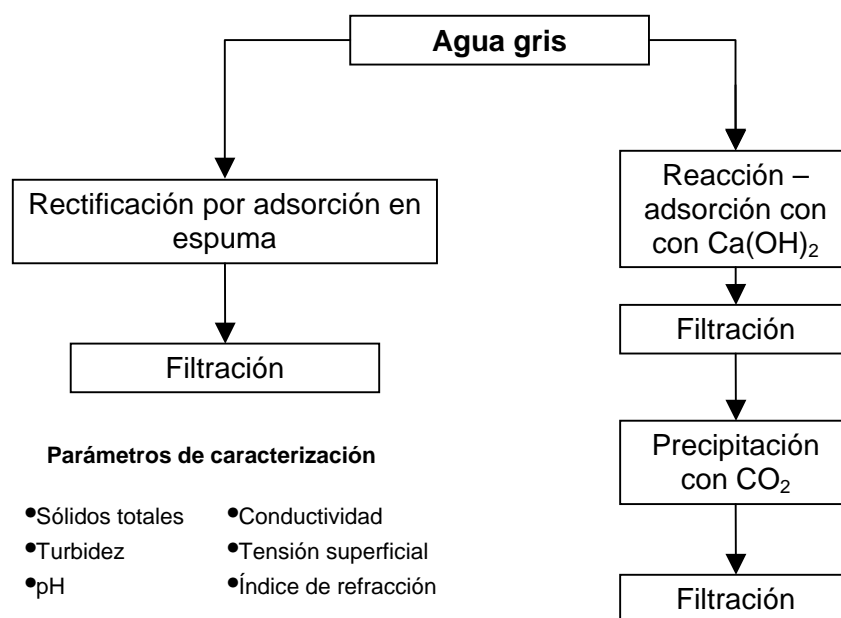 Agua gris
Rectificación por adsorción en
espuma
Filtración
Reacción –
adsorción con
con Ca(OH)₂
Filtración
Precipitación
con CO₂
Filtración
Parámetros de caracterización
•Sólidos totales
•Turbidez
•pH
•Conductividad
•Tensión superficial
•Índice de refracción